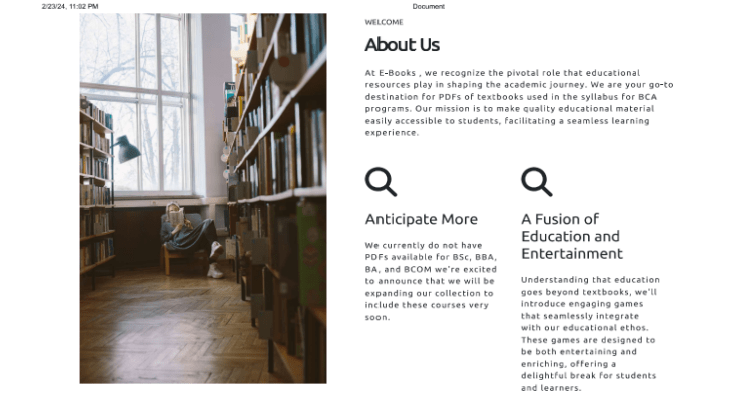 2/23/24, 11:02 PM
Document
WELCOME
About Us
At E-Books , we recognize the pivotal role that educational
resources play in shaping the academic journey. We are your go-to
destination for PDFs of textbooks used in the syllabus for BCA
programs. Our mission is to make quality educational material
easily accessible to students, facilitating a seamless learning
experience.
Anticipate More
We currently do not have
PDFs available for BSc, BBA,
BA, and BCOM we're excited
to announce that we will be
expanding our collection to
include these courses very
soon.
A Fusion of
Education and
Entertainment
Understanding that education
goes beyond textbooks, we'll
introduce engaging games
that seamlessly integrate
with our educational ethos.
These games are designed to
be both entertaining and
enriching, offering a
delightful break for students
and learners.